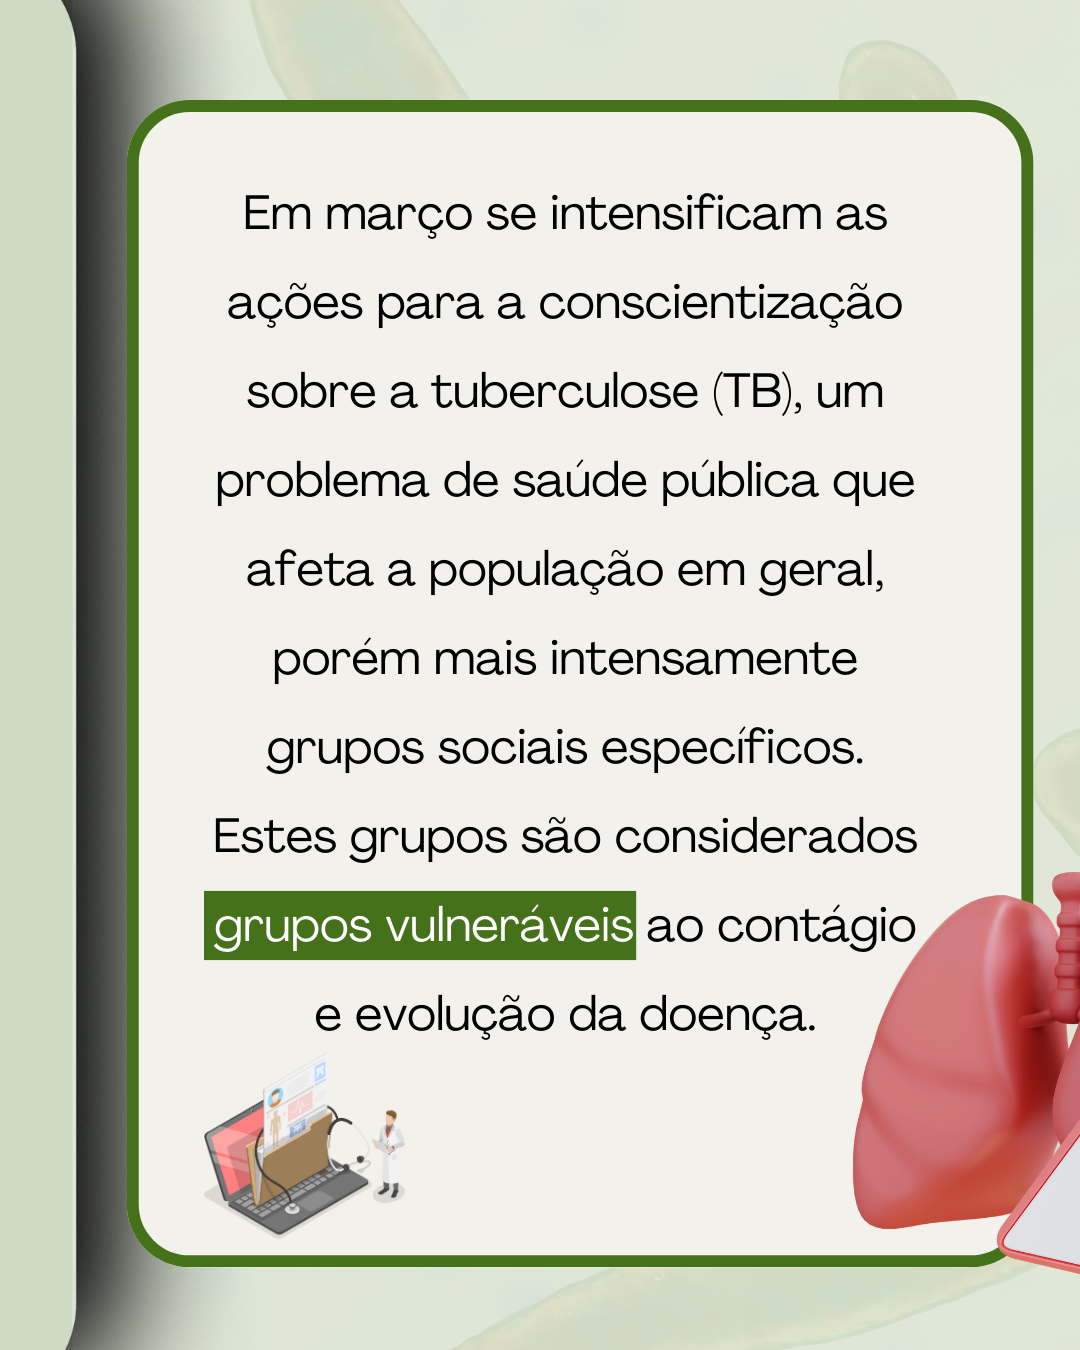 Em março se intensificam as
ações para a conscientização
sobre a tuberculose (TB), um
problema de saúde pública que
afeta a população em geral,
porém mais intensamente
grupos sociais específicos.
Estes grupos são considerados
grupos vulneráveis ao contágio
e evolução da doença.